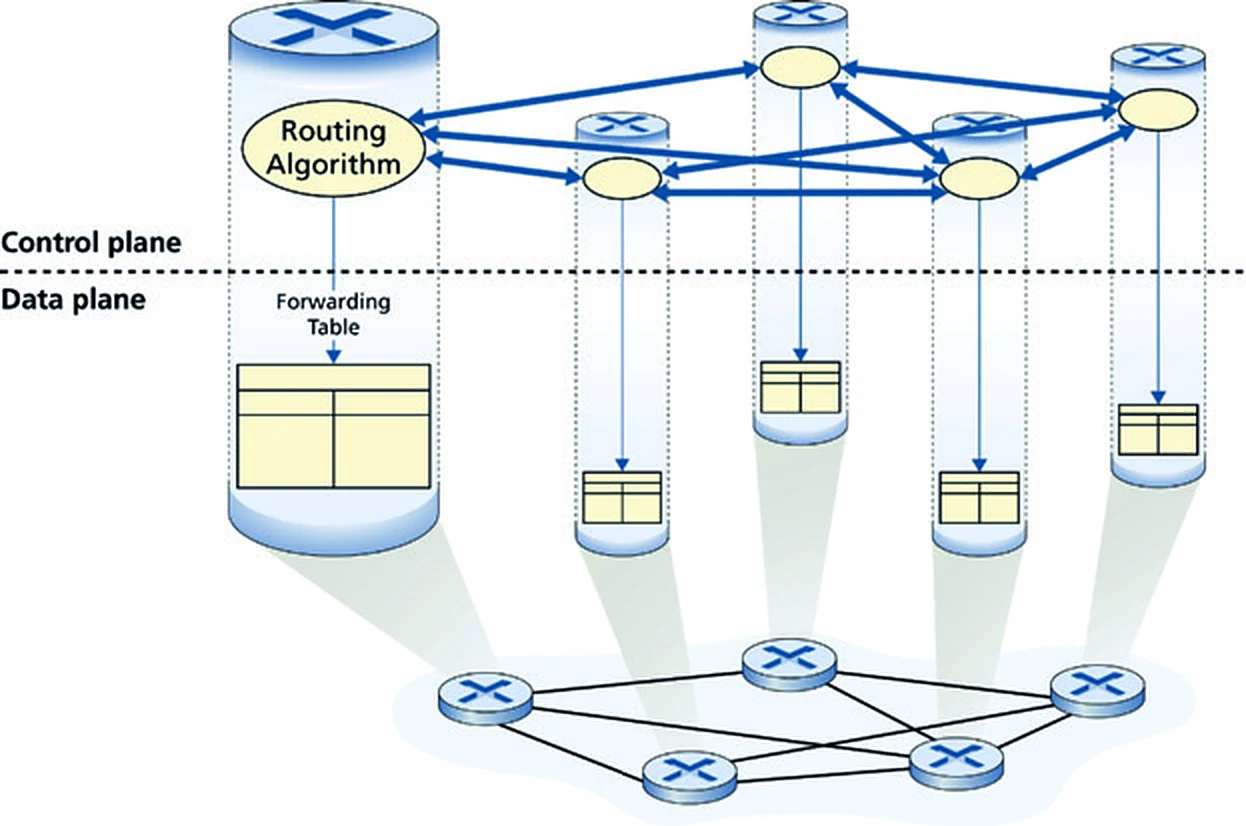 Routing
Algorithm
Control plane
Data plane
Forwarding
Table